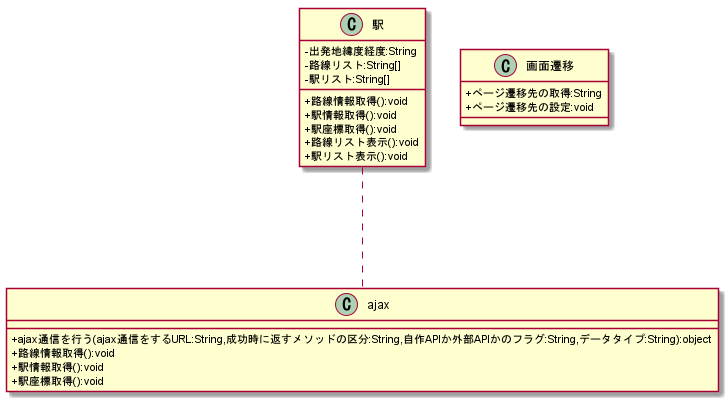 C 駅
-出発地緯度経度:String
-路線リスト:String[]
-駅リスト:String[]
+路線情報取得():void
+駅情報取得():void
+駅座標取得():void
+路線リスト表示():void
+駅リスト表示():void
C 画面遷移
+ページ遷移先の取得:String
+ページ遷移先の設定:void
C ajax
+ajax通信を行う(ajax通信をするURL:String,成功時に返すメソッドの区分:String,自作APIか外部APIかのフラグ:String,データタイプ:String):object
+路線情報取得():void
+駅情報取得():void
+駅座標取得():void